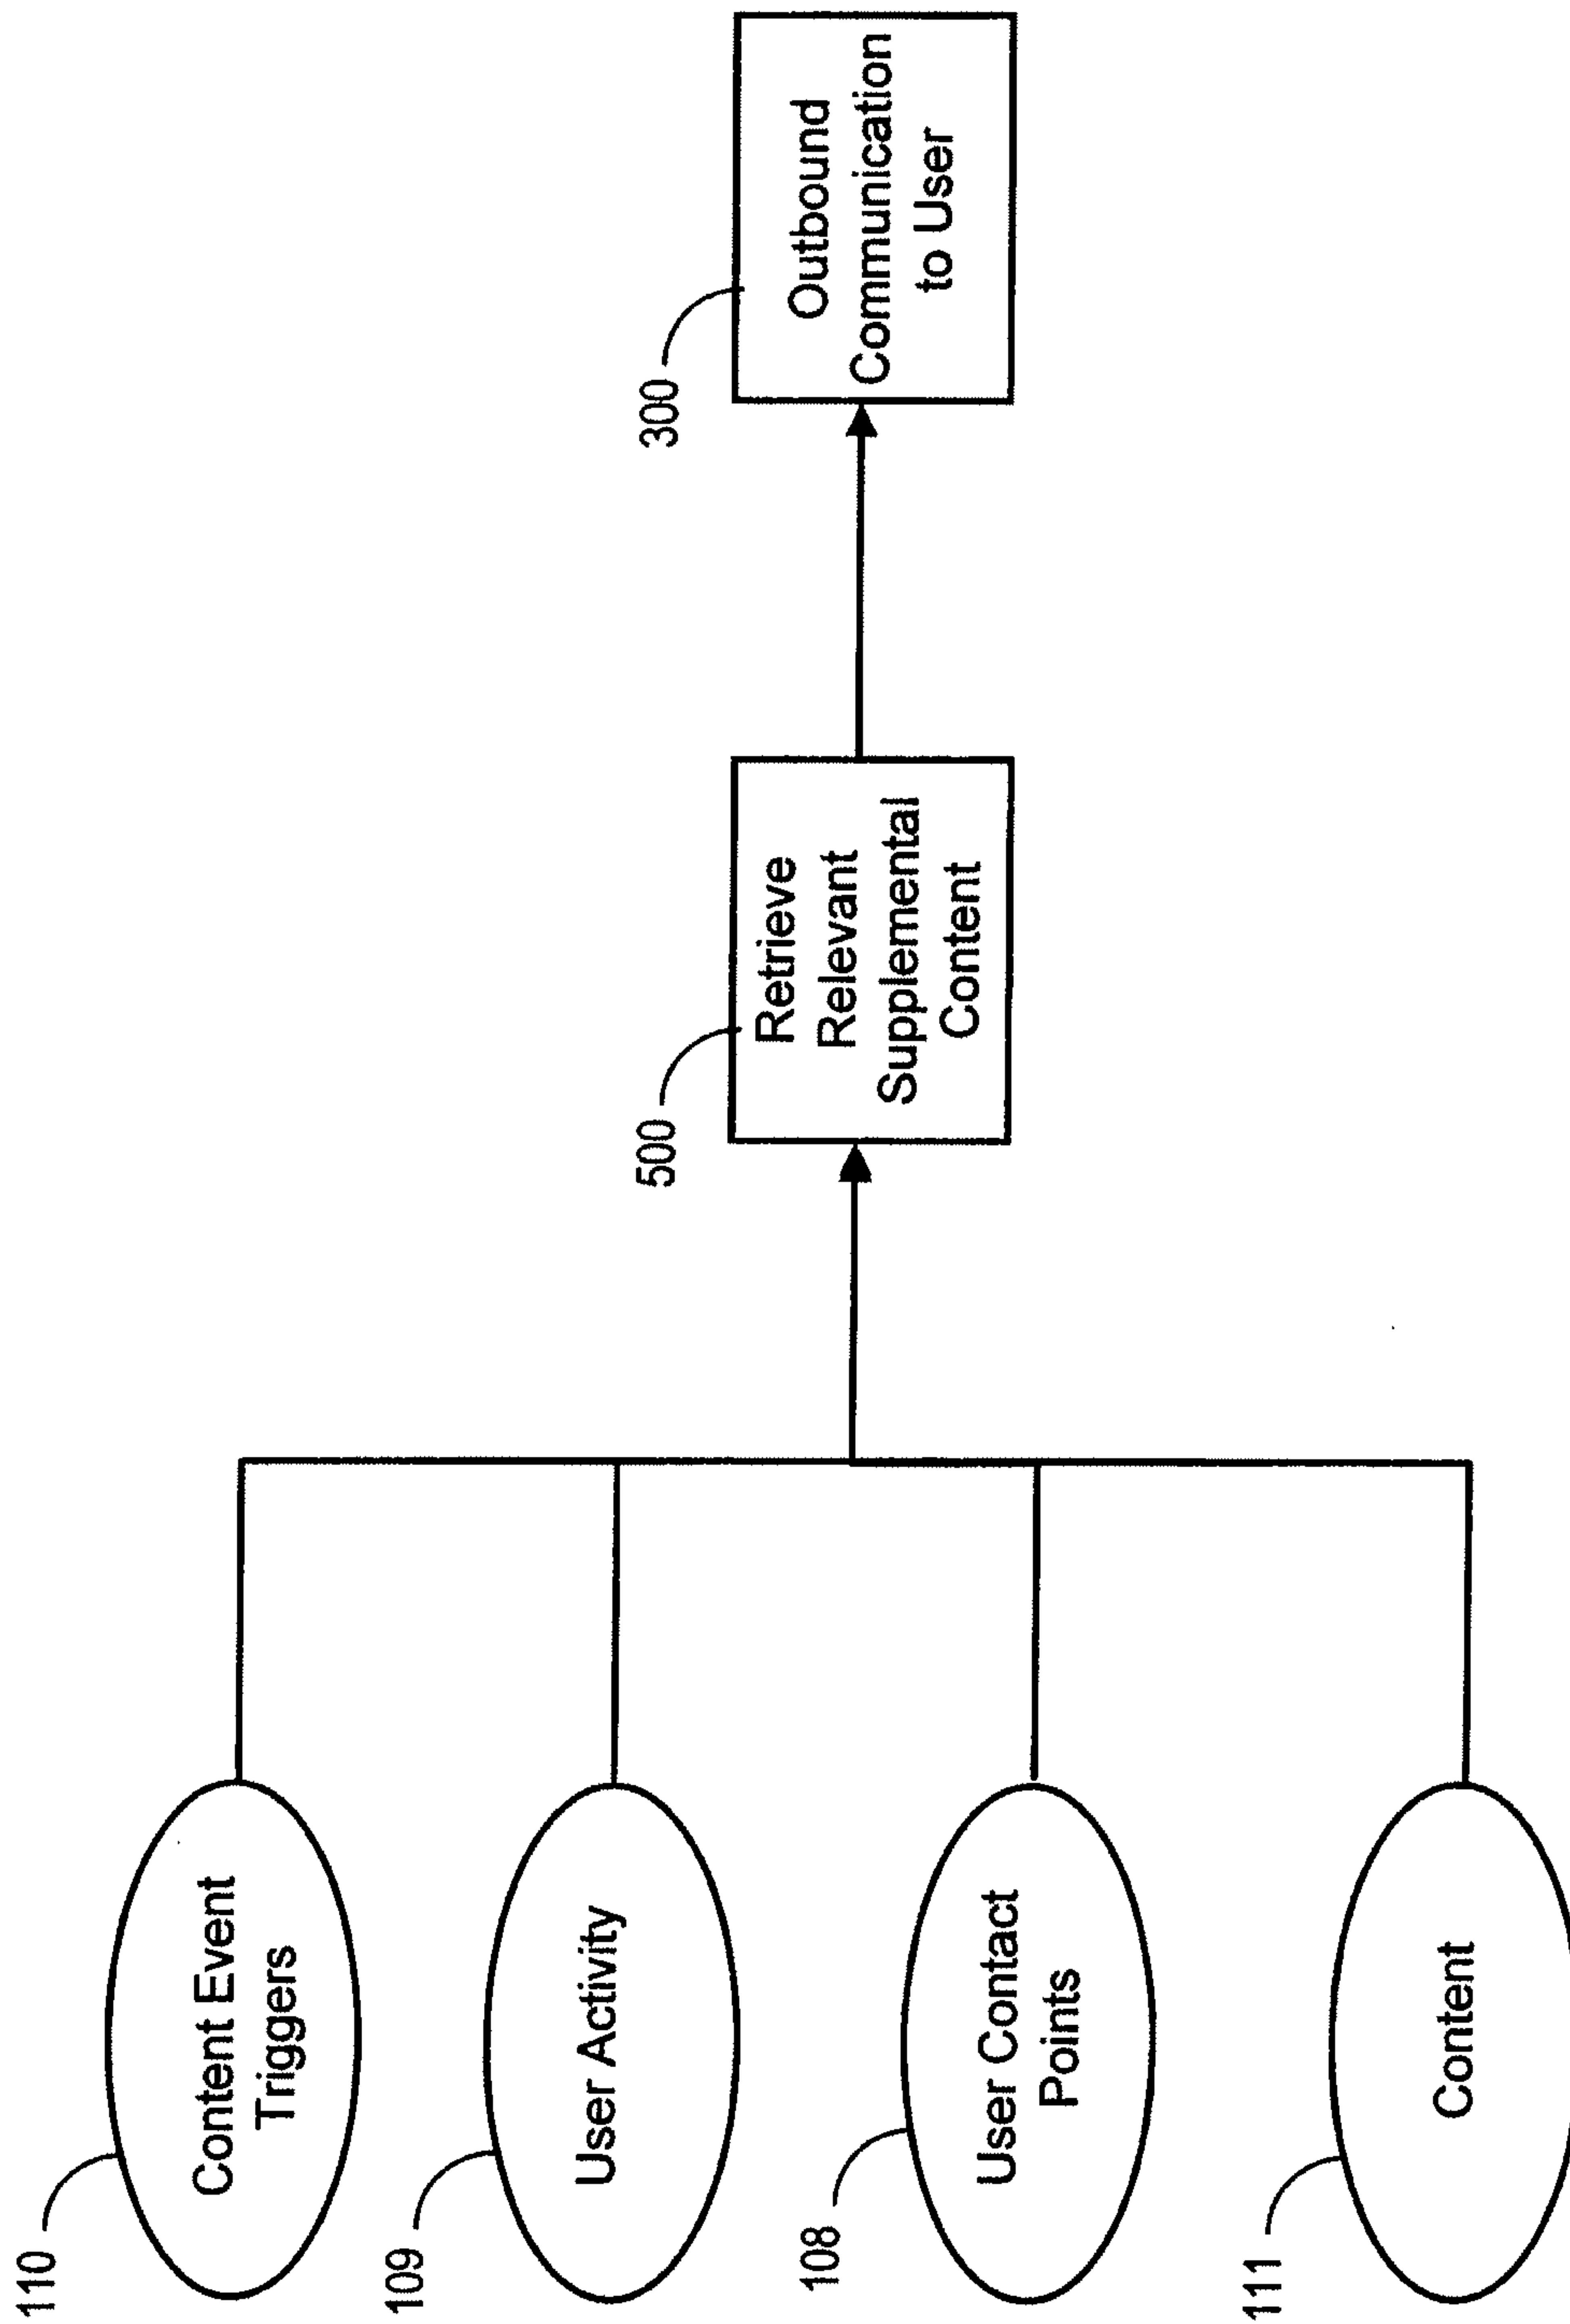 110
Content Event
Triggers
109
User Activity
108
User Contact
Points
111
Content
500
Retrieve
Relevant
Supplemental
Content
300
Outbound
Communication
to User